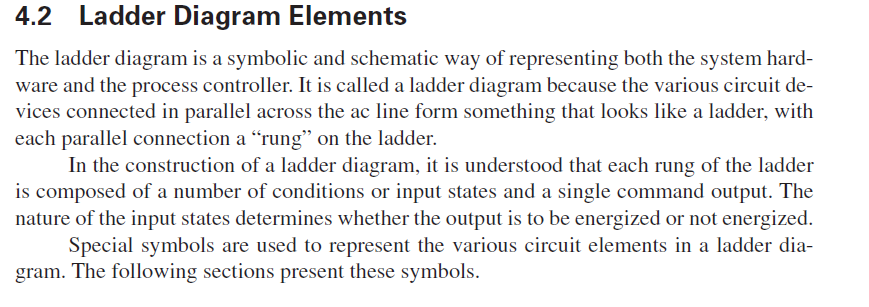 4.2 Ladder Diagram Elements
The ladder diagram is a symbolic and schematic way of representing both the system hard-
ware and the process controller. It is called a ladder diagram because the various circuit de-
vices connected in parallel across the ac line form something that looks like a ladder, with
each parallel connection a “rung” on the ladder.
In the construction of a ladder diagram, it is understood that each rung of the ladder
is composed of a number of conditions or input states and a single command output. The
nature of the input states determines whether the output is to be energized or not energized.
Special symbols are used to represent the various circuit elements in a ladder dia-
gram. The following sections present these symbols.